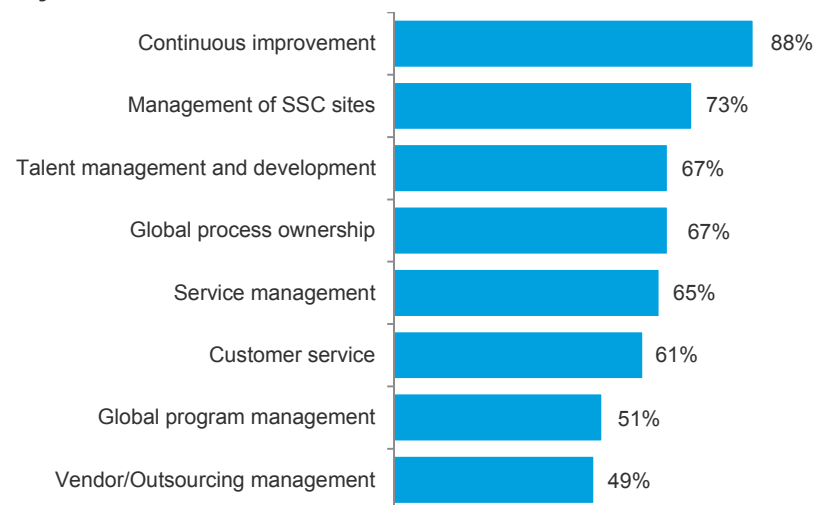 Continuous improvement 88%
Management of SSC sites 73%
Talent management and development 67%
Global process ownership 67%
Service management 65%
Customer service 61%
Global program management 51%
Vendor/Outsourcing management 49%